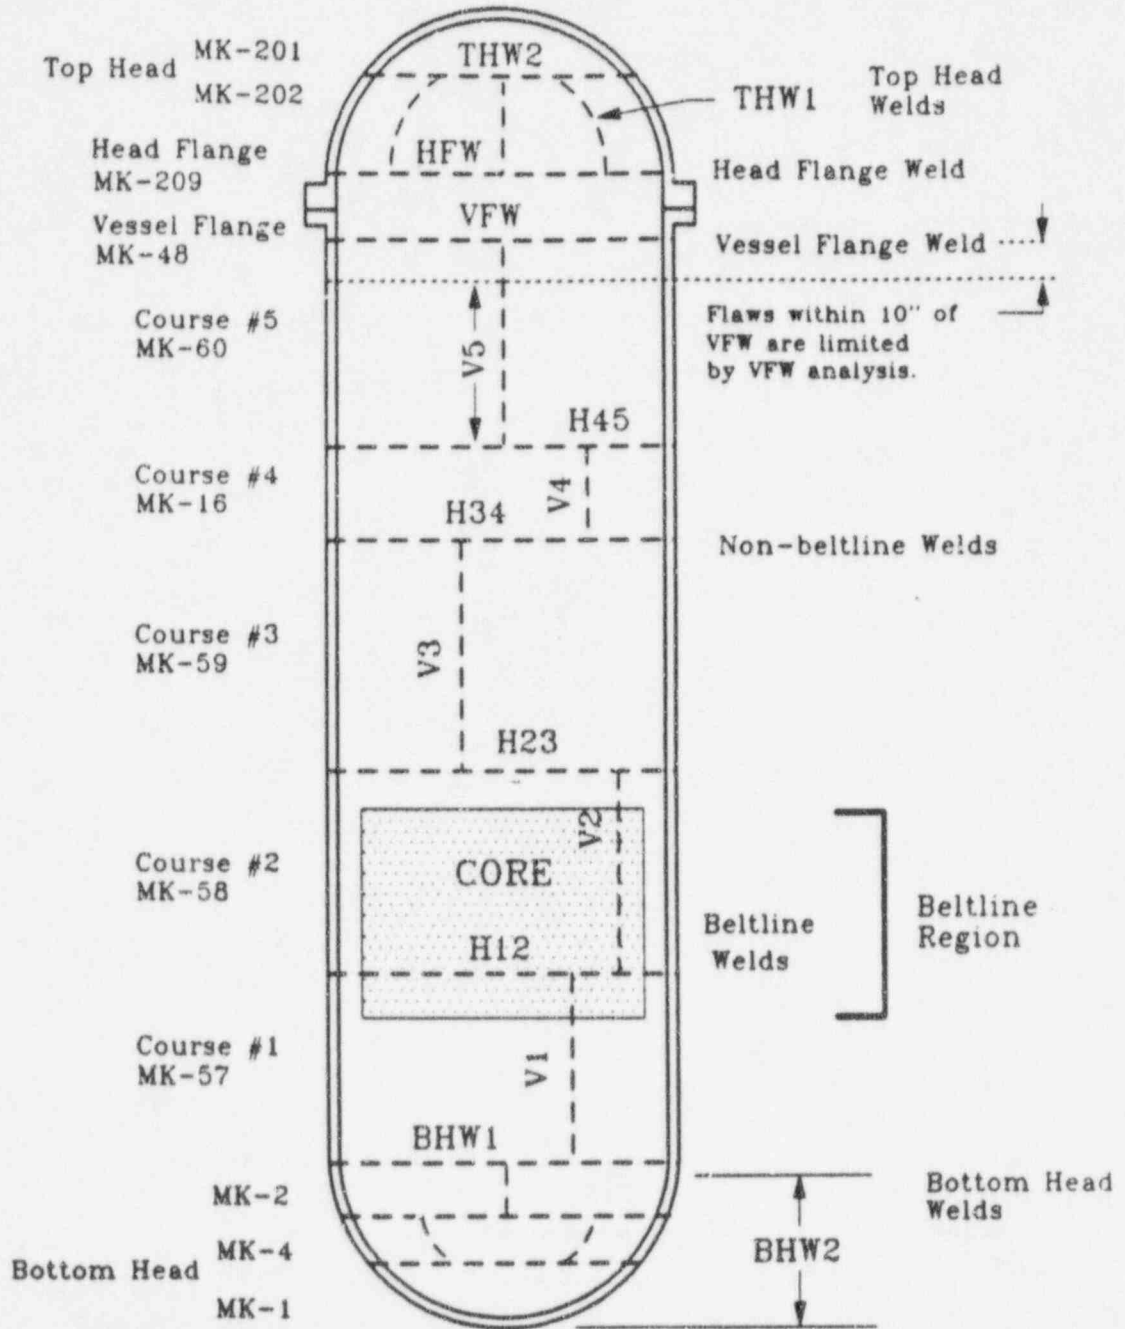 MK-201
Top Head
MK-202
THW2
THW1
Top Head
Welds
Head Flange
MK-209
HFW
Head Flange Weld
Vessel Flange
MK-48
VFW
Vessel Flange Weld
Course #5
MK-60
V5
Flaws within 10" of
VFW are limited
by VFW analysis.
H45
Course #4
MK-16
V4
H34
Non-beltline Welds
Course #3
MK-59
V3
H23
Course #2
MK-58
CORE
V2
H12
Beltline
Welds
Beltline
Region
Course #1
MK-57
V1
BHW1
MK-2
Bottom Head
Welds
MK-4
Bottom Head
MK-1
BHW2